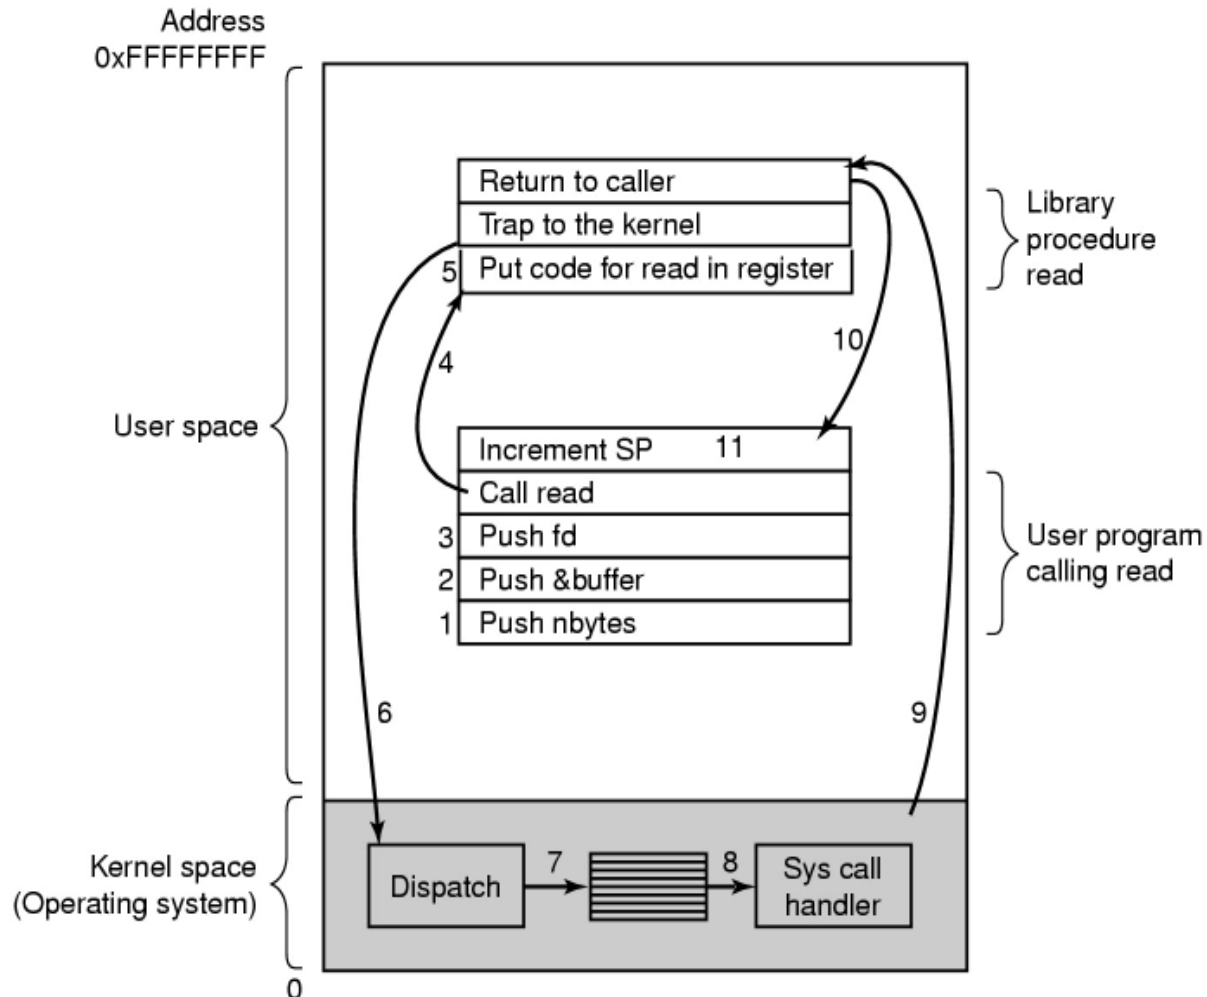 Address
0xFFFFFFFF
Return to caller
Trap to the kernel
5
Put code for read in register
Library
procedure
read
4
10
User space
Increment SP
11
Call read
3
Push fd
2
Push &buffer
1
Push nbytes
User program
calling read
6
9
Kernel space
(Operating system)
Dispatch
7
8
Sys call
handler
0